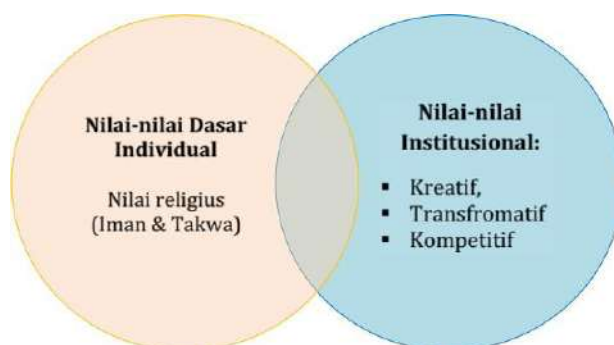 Nilai-nilai Dasar
Individual
Nilai religius
(Iman & Takwa)
Nilai-nilai
Institusional:
▪ Kreatif,
▪ Transfromatif
▪ Kompetitif